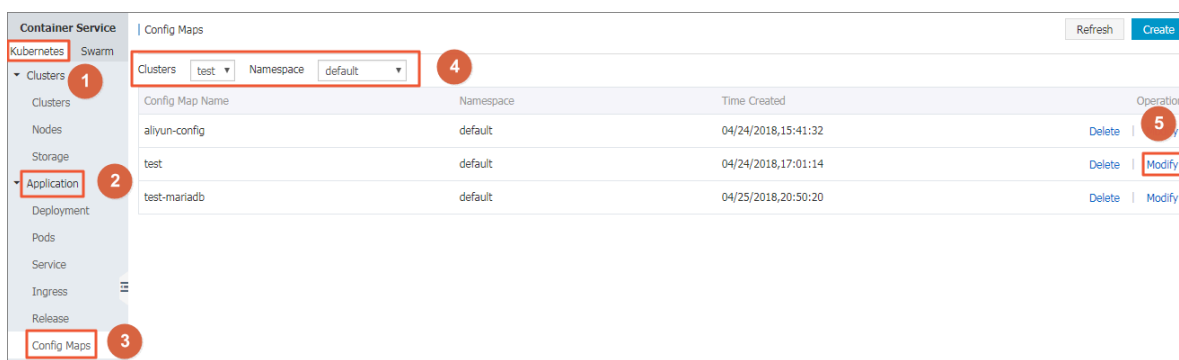 Container Service
Config Maps
Refresh
Create
Kubernetes
Swarm
1
Clusters
Clusters test Namespace default
4
Config Map Name Namespace Time Created Operation
Clusters
Nodes
aliyun-config default 04/24/2018,15:41:32 Delete
5
Storage
test default 04/24/2018,17:01:14 Delete Modify
Application
2
test-mariadb default 04/25/2018,20:50:20 Delete Modify
Deployment
Pods
Service
Ingress
Release
Config Maps
3